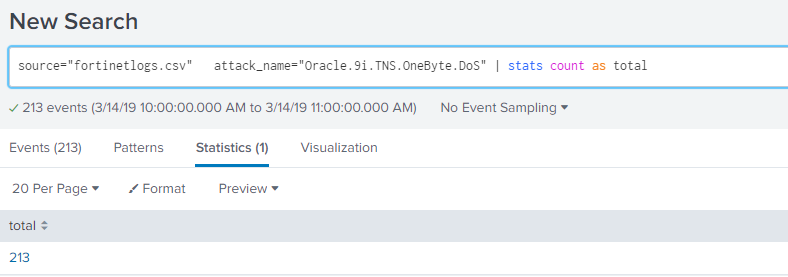 New Search
source="fortinetlogs.csv" attack_name="Oracle.9i.TNS.OneByte.DoS" | stats count as total
✓ 213 events (3/14/19 10:00:00.000 AM to 3/14/19 11:00:00.000 AM) No Event Sampling ▾
Events (213) Patterns Statistics (1) Visualization
20 Per Page ▾ Format Preview ▾
total
213